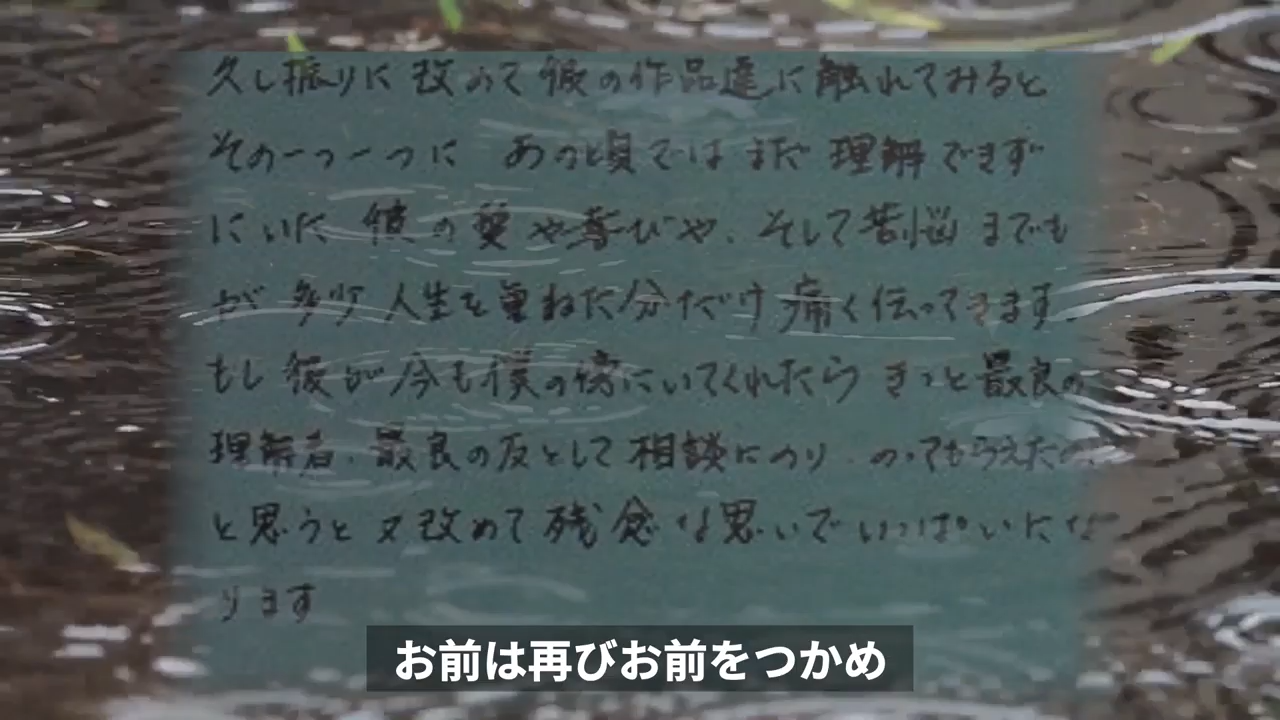 久し振りに 改めて 彼の作品達に触れてみると
その一つ一つに あの頃ではまだ 理解できず
にいた 彼の愛や喜びや、そして苦悩までも
が 多少 人生を重ねた分だけ 痛く伝ってきます。
もし 彼が 今も僕の傍にいてくれたら きっと最良の
理解者、最良の友として 相談にのり、のってもらえたの
と思うと 又改めて 残念な思いで いっぱいにな
ります
お前は再びお前をつかめ